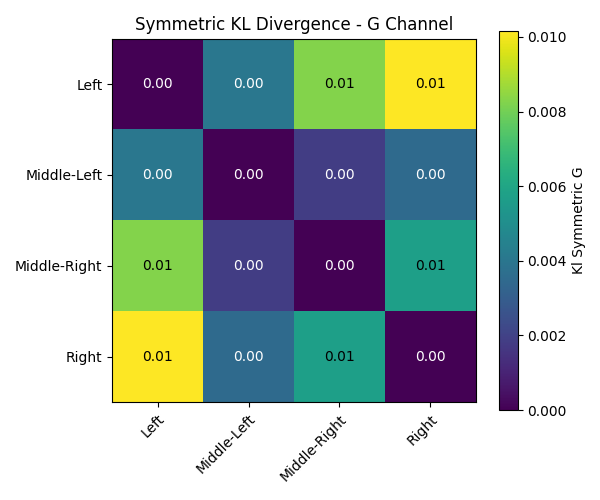 Symmetric KL Divergence - G Channel
Left
0.00 0.00 0.01 0.01
Middle-Left
0.00 0.00 0.00 0.00
Middle-Right
0.01 0.00 0.00 0.01
Right
0.01 0.00 0.01 0.00
Left
Middle-Left
Middle-Right
Right
0.010
0.008
0.006
0.004
0.002
0.000
Kl Symmetric G